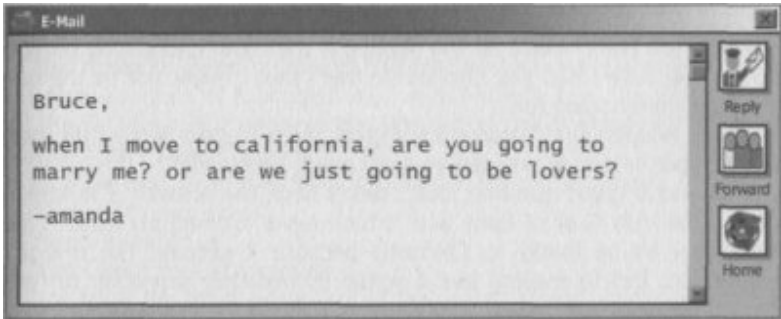 E-Mail
Bruce,
when I move to california, are you going to
marry me? or are we just going to be lovers?
—amanda
Reply
Forward
Home